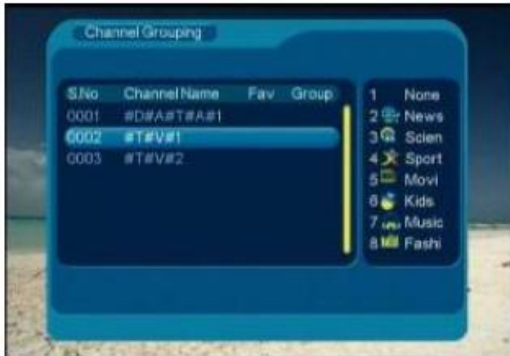 Channel Grouping
S.No Channel Name Fav Group
0001 #D#A#T#A#1
0002 #T#V#1
0003 #T#V#2
1 None
2 News
3 Scien
4 Sport
5 Movi
6 Kids
7 Music
8 Fashi